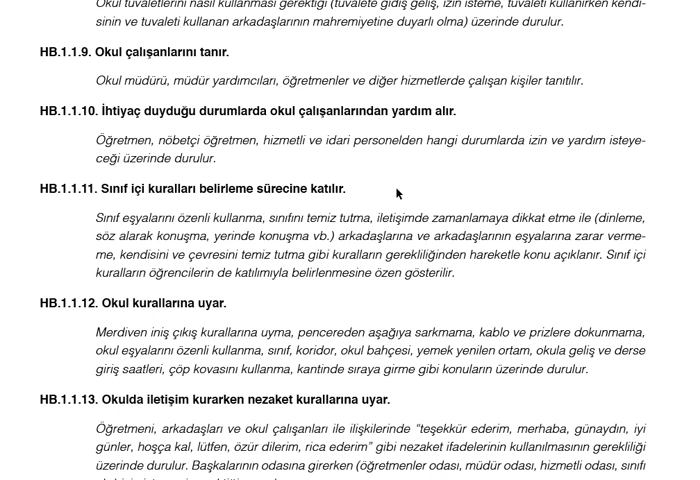 Okul tuvaletlerini nasıl kullanması gerektiği (tuvalete gidiş geliş, izin isteme, tuvaleti kullanırken kendi-
sinin ve tuvaleti kullanan arkadaşlarının mahremiyetine duyarlı olma) üzerinde durulur.
HB.1.1.9. Okul çalışanlarını tanır.
Okul müdürü, müdür yardımcıları, öğretmenler ve diğer hizmetlerde çalışan kişiler tanıtılır.
HB.1.1.10. İhtiyaç duyduğu durumlarda okul çalışanlarından yardım alır.
Öğretmen, nöbetçi öğretmen, hizmetli ve idari personelden hangi durumlarda izin ve yardım isteye-
ceği üzerinde durulur.
HB.1.1.11. Sınıf içi kuralları belirleme sürecine katılır.
Sınıf eşyalarını özenli kullanma, sınıfını temiz tutma, iletişimde zamanlamaya dikkat etme ile (dinleme,
söz alarak konuşma, yerinde konuşma vb.) arkadaşlarına ve arkadaşlarının eşyalarına zarar verme-
me, kendisini ve çevresini temiz tutma gibi kuralların gerekliliğinden hareketle konu açıklanır. Sınıf içi
kuralların öğrencilerin de katılımıyla belirlenmesine özen gösterilir.
HB.1.1.12. Okul kurallarına uyar.
Merdiven iniş çıkış kurallarına uyma, pencereden aşağıya sarkmama, kablo ve prizlere dokunmama,
okul eşyalarını özenli kullanma, sınıf, koridor, okul bahçesi, yemek yenilen ortam, okula geliş ve derse
giriş saatleri, çöp kovasını kullanma, kantinde sıraya girme gibi konuların üzerinde durulur.
HB.1.1.13. Okulda iletişim kurarken nezaket kurallarına uyar.
Öğretmeni, arkadaşları ve okul çalışanları ile ilişkilerinde “teşekkür ederim, merhaba, günaydın, iyi
günler, hoşça kal, lütfen, özür dilerim, rica ederim” gibi nezaket ifadelerinin kullanılmasının gerekliliği
üzerinde durulur. Başkalarının odasına girerken (öğretmenler odası, müdür odası, hizmetli odası, sınıfı